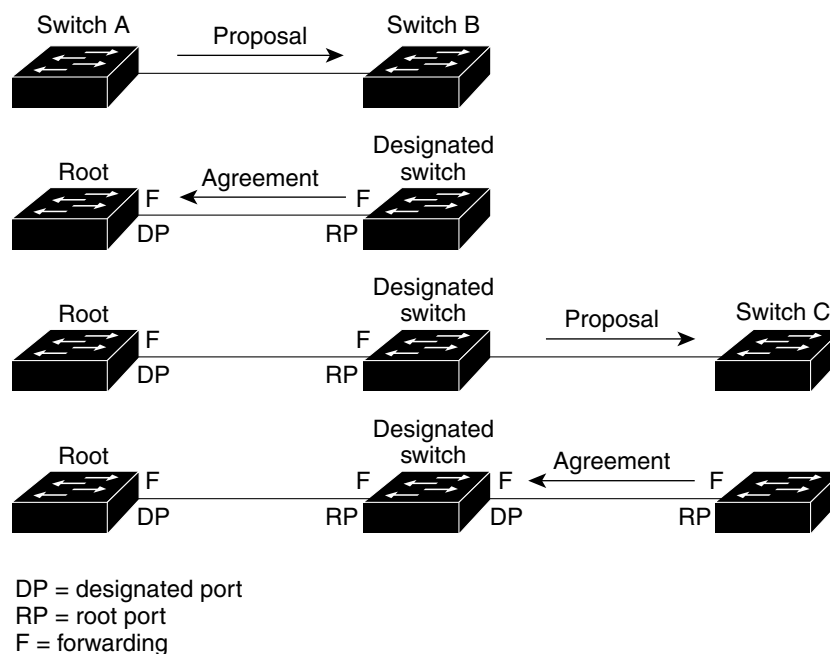 Switch A
Proposal
Switch B
Designated
switch
Root
Agreement
F
F
DP
RP
Designated
switch
Root
Proposal
Switch C
F
F
DP
RP
Designated
switch
Root
Agreement
F
F
F
F
DP
RP
DP
RP
DP = designated port
RP = root port
F = forwarding